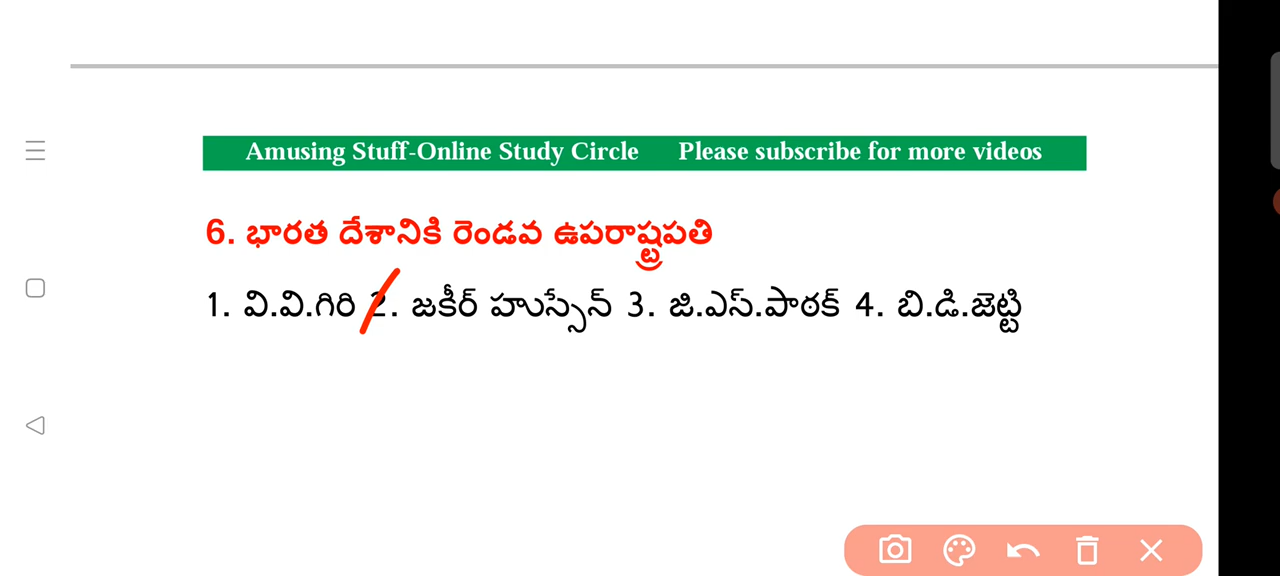 Amusing Stuff-Online Study Circle Please subscribe for more videos
6. భారత దేశానికి రెండవ ఉపరాష్ట్రపతి
1. వి.వి.గిరి 2. జకీర్ హుస్సేన్ 3. జి.ఎస్.పాఠక్ 4. బి.డి.జెట్టి